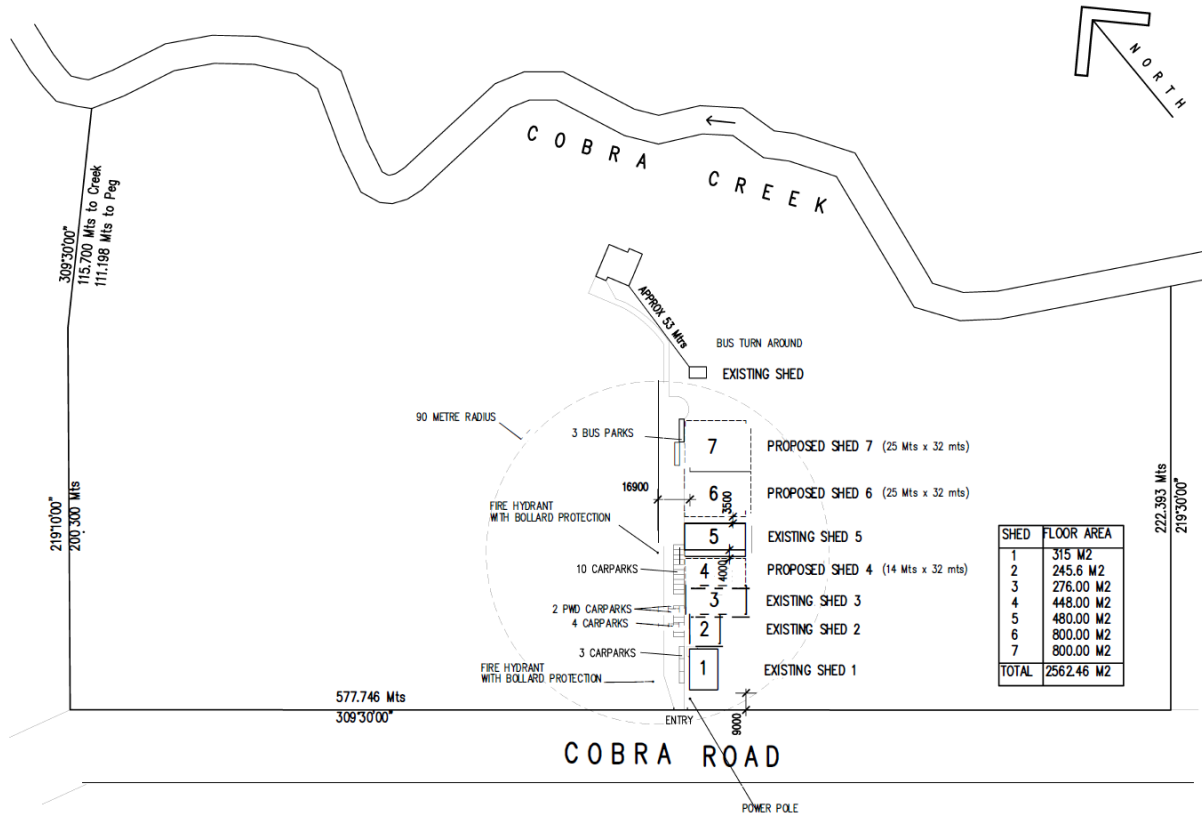 NORTH
COBRA CREEK
309°30'00"
115.700 Mts to Creek
111.198 Mts to Peg
APPROX 53 Mtrs
BUS TURN AROUND
EXISTING SHED
90 METRE RADIUS
3 BUS PARKS
7
PROPOSED SHED 7 (25 Mts x 32 mts)
16900
6
PROPOSED SHED 6 (25 Mts x 32 mts)
3500
FIRE HYDRANT
WITH BOLLARD PROTECTION
5
EXISTING SHED 5
219°10'00"
200.300 Mts
222.393 Mts
219°30'00"
10 CARPARKS
4
4000
PROPOSED SHED 4 (14 Mts x 32 mts)
2 PWD CARPARKS
3
EXISTING SHED 3
4 CARPARKS
2
EXISTING SHED 2
3 CARPARKS
1
EXISTING SHED 1
FIRE HYDRANT
WITH BOLLARD PROTECTION
SHED FLOOR AREA
1 315 M2
2 245.6 M2
3 276.00 M2
4 448.00 M2
5 480.00 M2
6 800.00 M2
7 800.00 M2
TOTAL 2562.46 M2
577.746 Mts
309°30'00"
ENTRY
9000
COBRA ROAD
POWER POLE